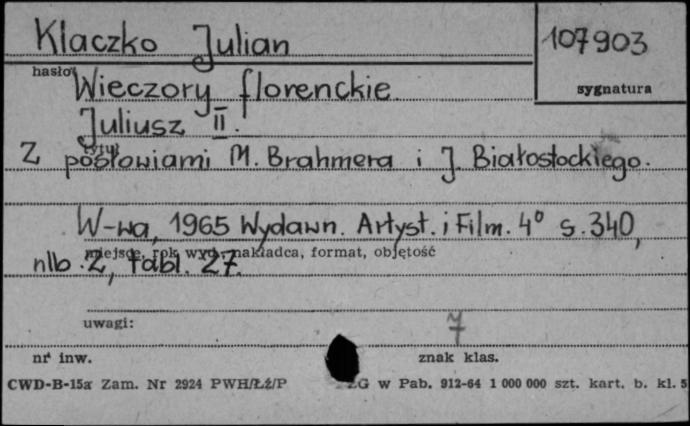 Klaczko Julian
107903
hasło
sygnatura
Wieczory florenckie.
Juliusz II.
tytuł
Z posłowiami M. Brahmera i J. Białostockiego.
W-wa, 1965 Wydawn. Artyst. i Film. 4° s. 340,
miejsce, rok wyd., nakładca, format, objętość
nlb. 2, tabl. 27.
uwagi:
7
nr inw.
znak klas.
CWD-B-15a Zam. Nr 2924 PWH/Łź/P ZG w Pab. 912-64 1 000 000 szt. kart. b. kl. 5